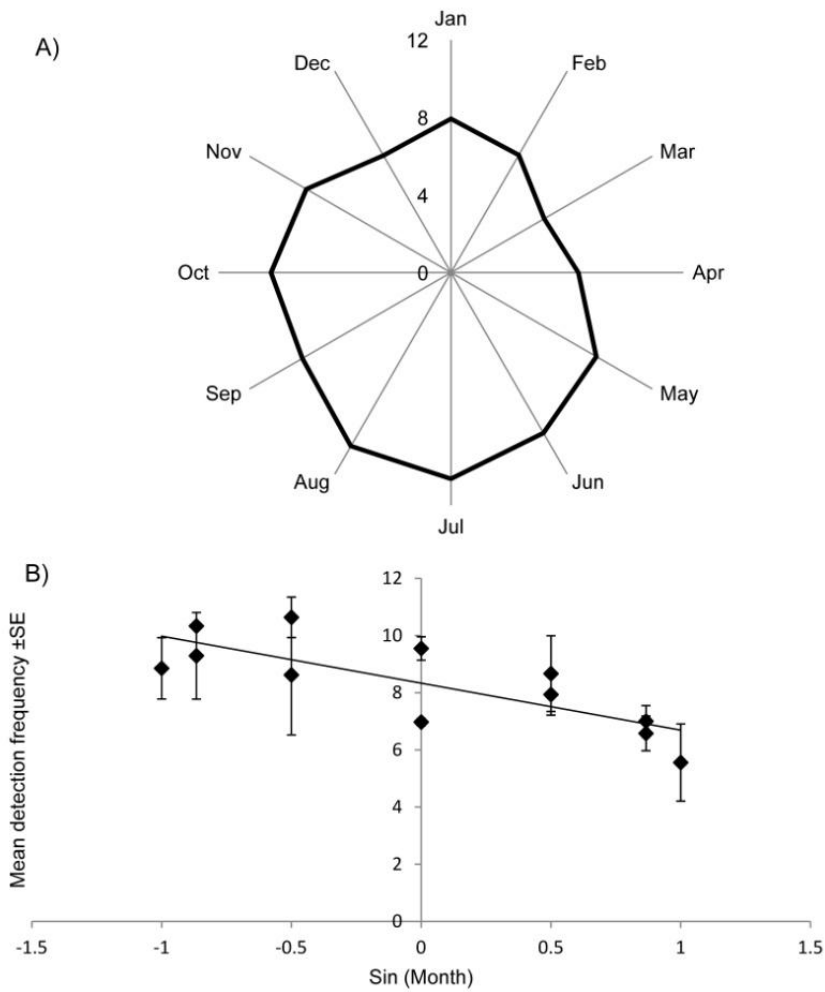 A)
Jan
12
Dec
Feb
8
Nov
Mar
4
Oct
0
Apr
Sep
May
Aug
Jun
Jul
B)
Mean detection frequency ±SE
12
10
8
6
4
2
0
-1.5
-1
-0.5
0
0.5
1
1.5
Sin (Month)